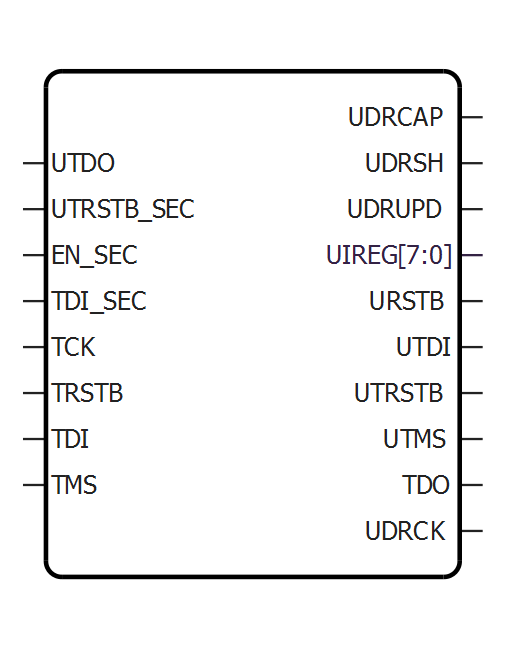 UDRCAP
UTDO UDRSH
UTRSTB_SEC UDRUPD
EN_SEC UIREG[7:0]
TDI_SEC URSTB
TCK UTDI
TRSTB UTRSTB
TDI UTMS
TMS TDO
UDRCK